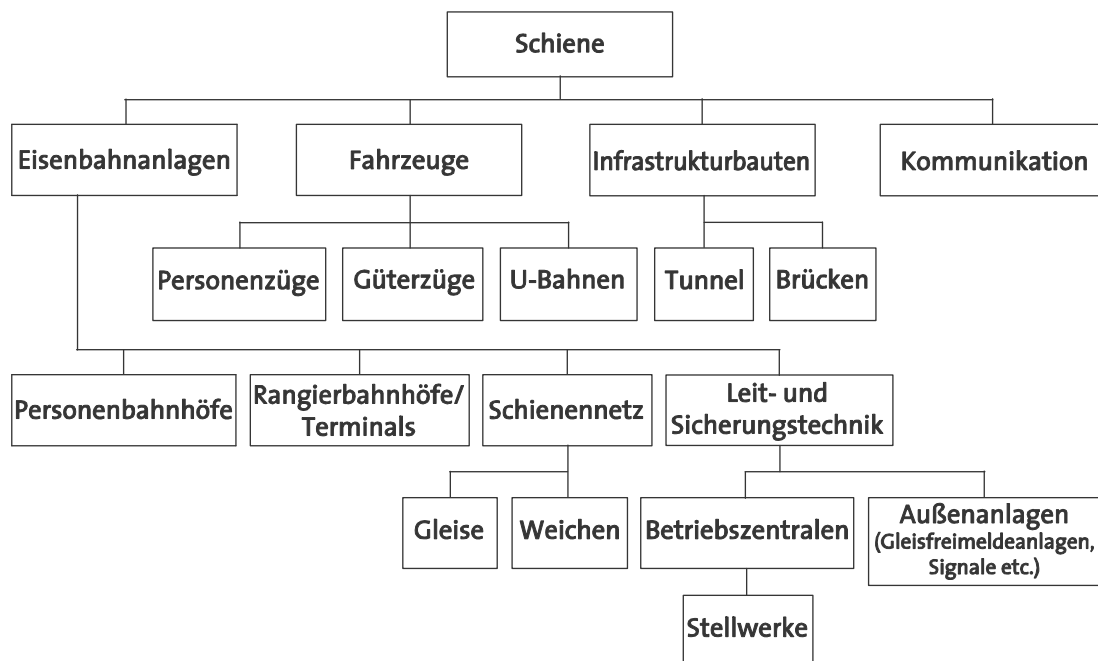 Schiene
Eisenbahnanlagen
Fahrzeuge
Infrastrukturbauten
Kommunikation
Personenzüge
Güterzüge
U-Bahnen
Tunnel
Brücken
Personenbahnhöfe
Rangierbahnhöfe/
Terminals
Schienennetz
Leit- und
Sicherungstechnik
Gleise
Weichen
Betriebszentralen
Außenanlagen
(Gleisfreimeldeanlagen,
Signale etc.)
Stellwerke